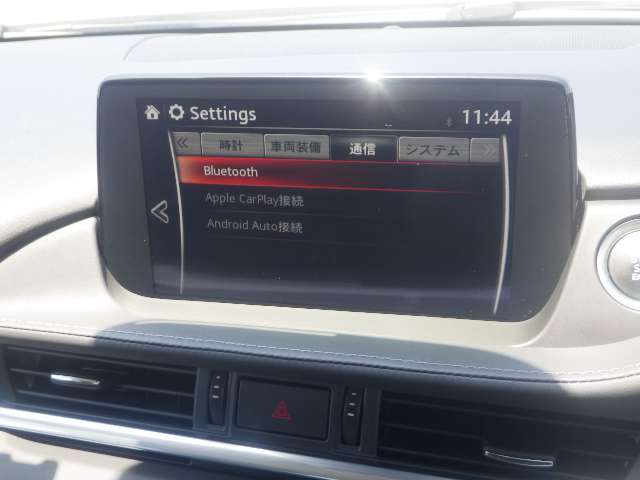 Settings 11:44
時計 車両装備 通信 システム
Bluetooth
Apple CarPlay接続
Android Auto接続